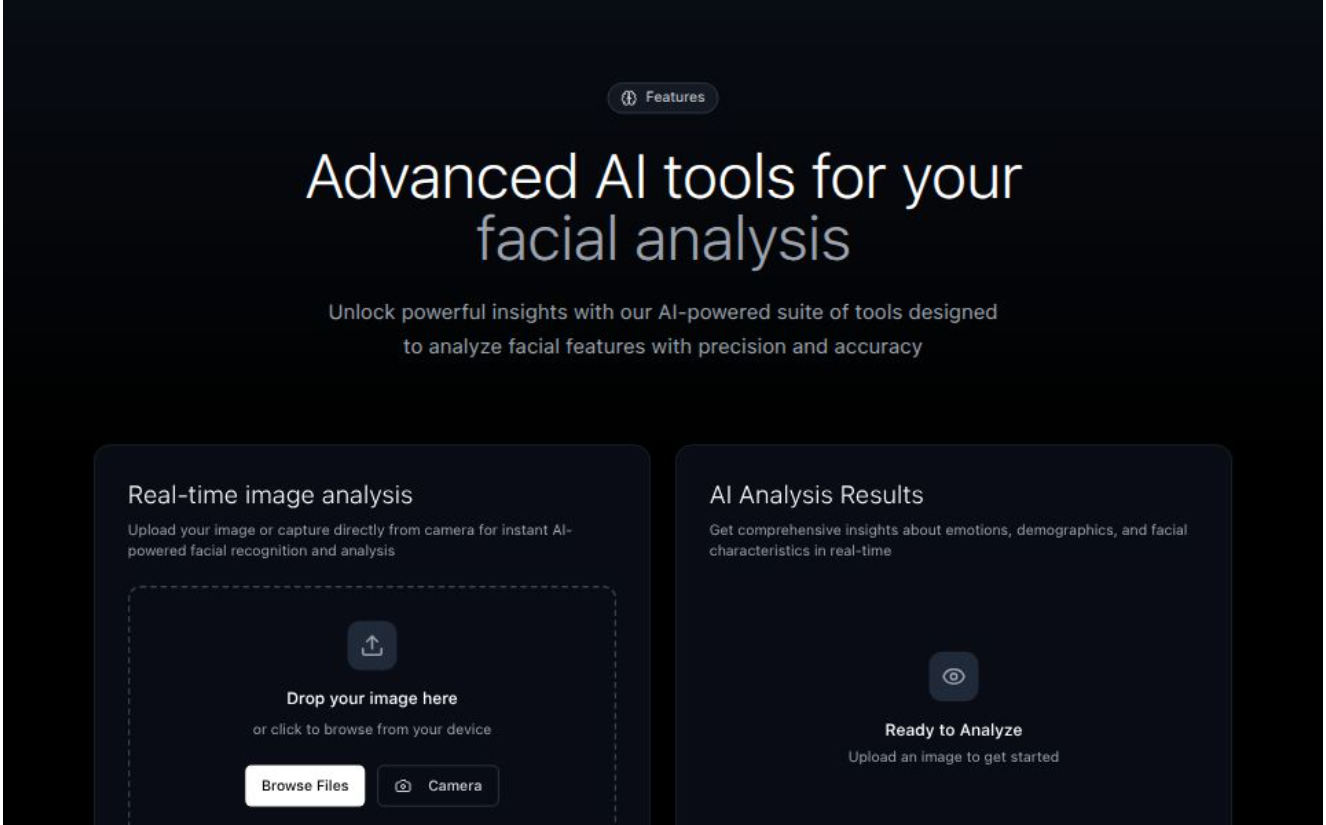 Features
Advanced AI tools for your
facial analysis
Unlock powerful insights with our AI-powered suite of tools designed
to analyze facial features with precision and accuracy
Real-time image analysis
Upload your image or capture directly from camera for instant AI-
powered facial recognition and analysis
Drop your image here
or click to browse from your device
Browse Files
Camera
AI Analysis Results
Get comprehensive insights about emotions, demographics, and facial
characteristics in real-time
Ready to Analyze
Upload an image to get started